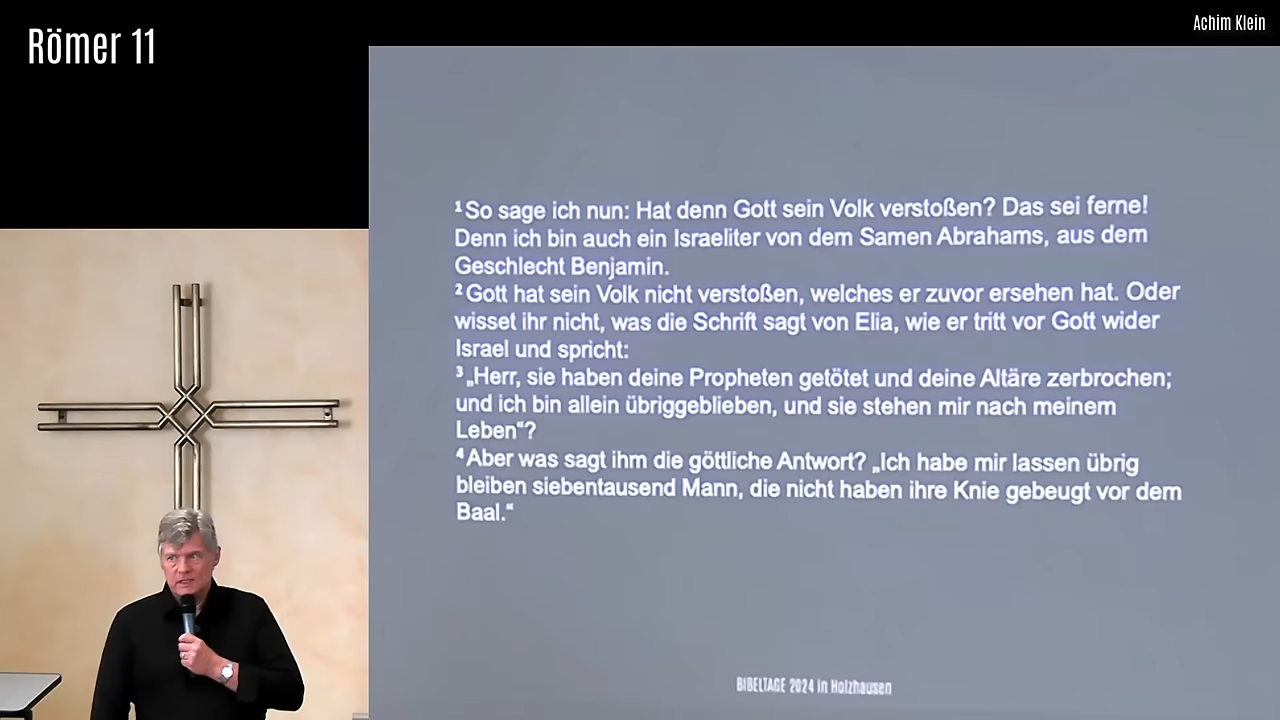 Römer 11
Achim Klein
¹So sage ich nun: Hat denn Gott sein Volk verstoßen? Das sei ferne!
Denn ich bin auch ein Israeliter von dem Samen Abrahams, aus dem
Geschlecht Benjamin.
²Gott hat sein Volk nicht verstoßen, welches er zuvor ersehen hat. Oder
wisset ihr nicht, was die Schrift sagt von Elia, wie er tritt vor Gott wider
Israel und spricht:
³„Herr, sie haben deine Propheten getötet und deine Altäre zerbrochen;
und ich bin allein übriggeblieben, und sie stehen mir nach meinem
Leben“?
⁴Aber was sagt ihm die göttliche Antwort? „Ich habe mir lassen übrig
bleiben siebentausend Mann, die nicht haben ihre Knie gebeugt vor dem
Baal.“
BIBELTAGE 2024 in Holzhausen